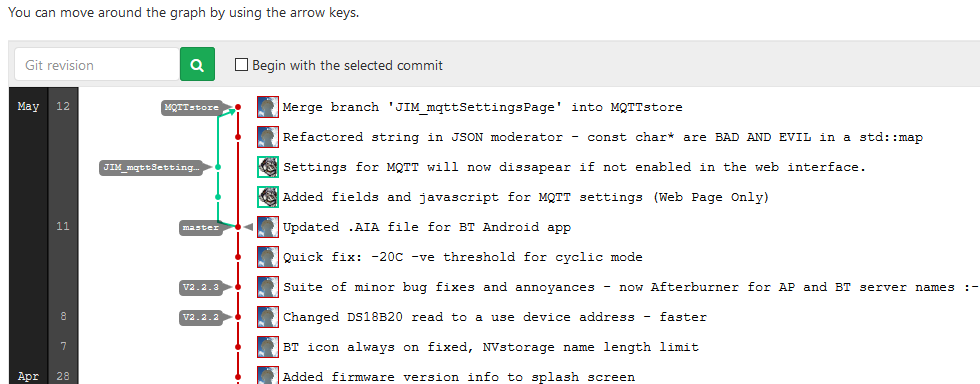 You can move around the graph by using the arrow keys.
Git revision
Begin with the selected commit
May 12 MQTTstore Merge branch 'JIM_mqttSettingsPage' into MQTTstore
Refactored string in JSON moderator - const char* are BAD AND EVIL in a std::map
JIM_mqttSetting… Settings for MQTT will now dissapear if not enabled in the web interface.
Added fields and javascript for MQTT settings (Web Page Only)
11 master Updated .AIA file for BT Android app
Quick fix: -20C -ve threshold for cyclic mode
V2.2.3 Suite of minor bug fixes and annoyances - now Afterburner for AP and BT server names :-
8 V2.2.2 Changed DS18B20 read to a use device address - faster
7 BT icon always on fixed, NVstorage name length limit
Apr 28 Added firmware version info to splash screen